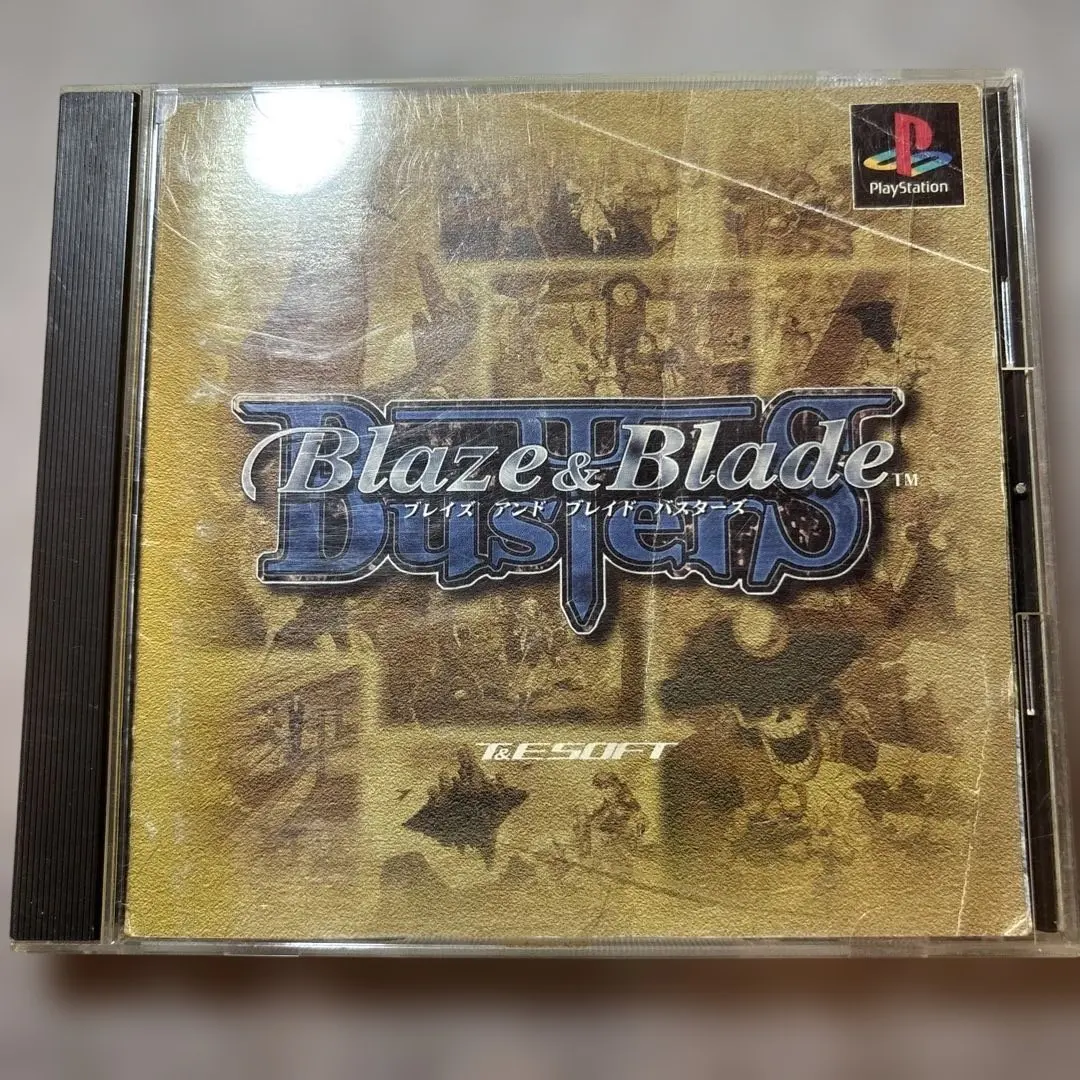 PlayStation
Blaze & Blade TM
ブレイズ アンド ブレイド バスターズ
Busters
T&E SOFT